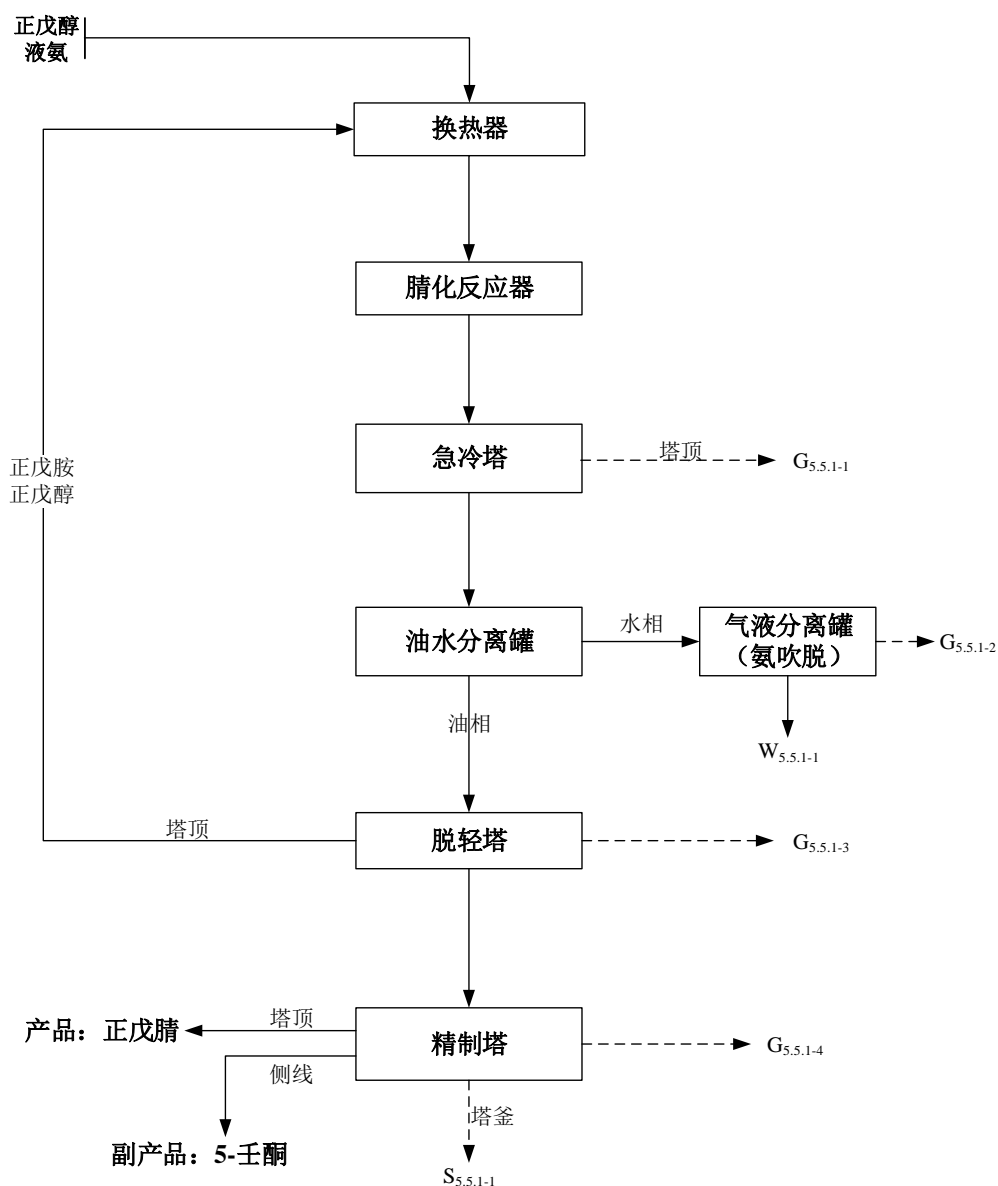 正戊醇
液氨
换热器
腈化反应器
急冷塔
塔顶
G5.5.1-1
正戊胺
正戊醇
油水分离罐
水相
气液分离罐
（氨吹脱）
G5.5.1-2
油相
W5.5.1-1
塔顶
脱轻塔
G5.5.1-3
产品：正戊腈
塔顶
精制塔
G5.5.1-4
侧线
塔釜
副产品：5-壬酮
S5.5.1-1